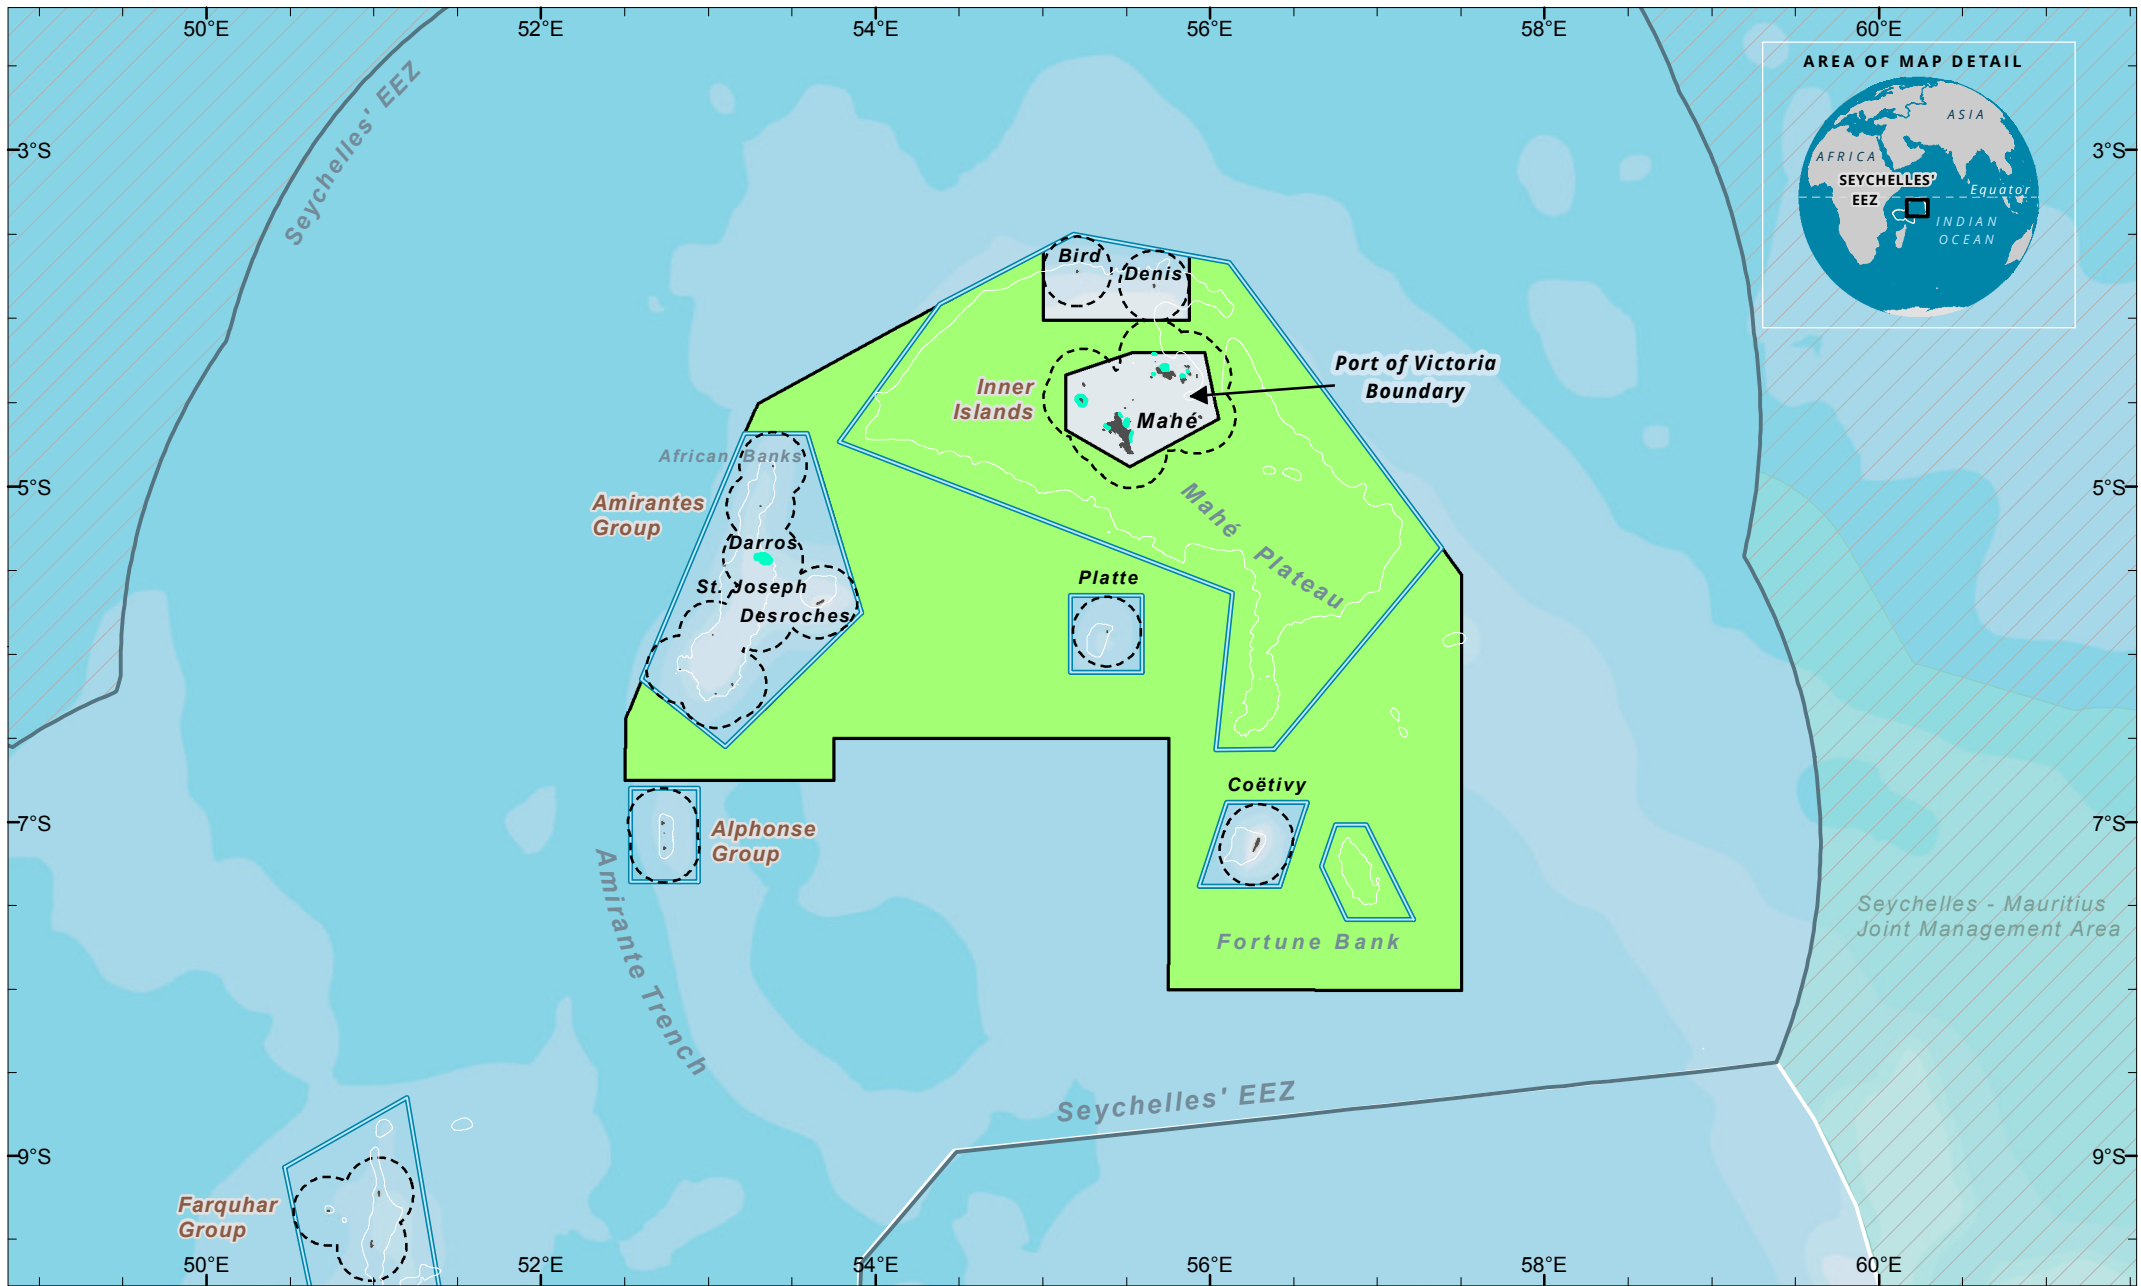 50°E
52°E
54°E
56°E
58°E
60°E
AREA OF MAP DETAIL
ASIA
AFRICA
SEYCHELLES'
EEZ
Equator
INDIAN
OCEAN
Seychelles' EEZ
3°S
3°S
Bird
Denis
Port of Victoria
Boundary
Inner
Islands
Mahé
African Banks
5°S
5°S
Amirantes
Group
Mahé Plateau
Darros
St. Joseph
Desroches
Platte
Coëtivy
7°S
7°S
Alphonse
Group
Amirante Trench
Fortune Bank
Seychelles - Mauritius
Joint Management Area
Seychelles' EEZ
9°S
9°S
Farquhar
Group
50°E
52°E
54°E
56°E
58°E
60°E